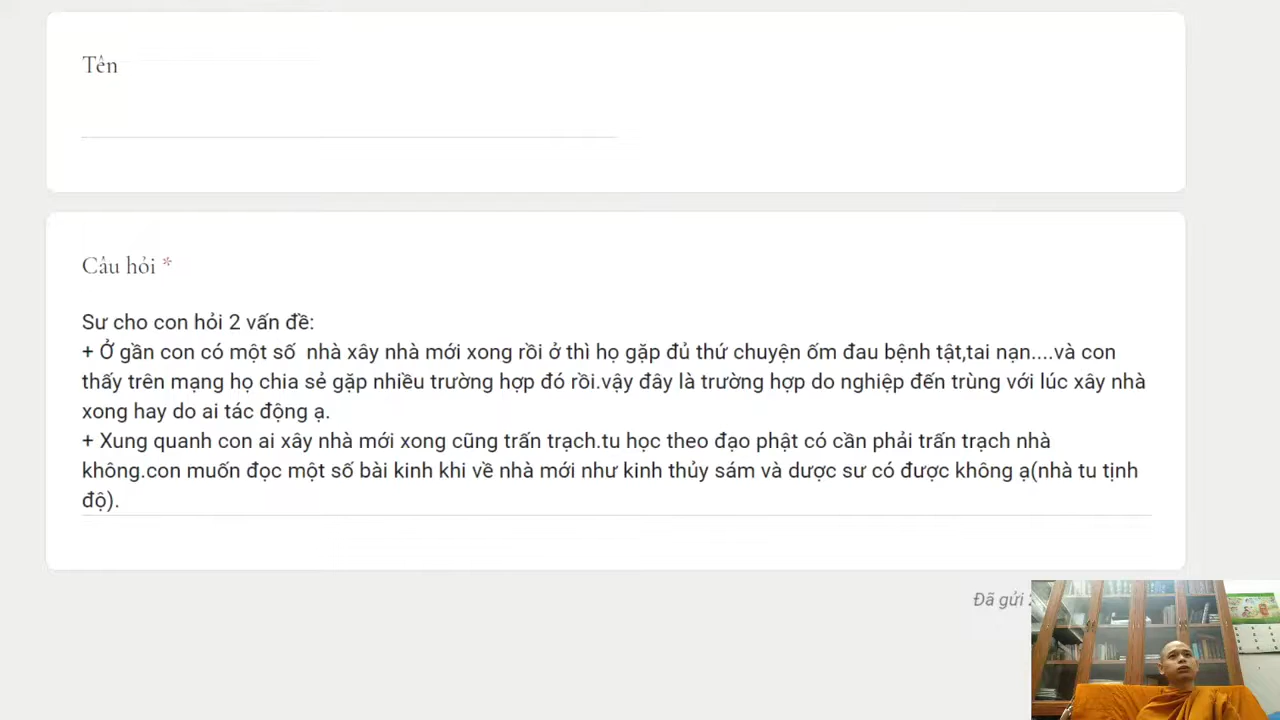 Tên
Câu hỏi *
Sư cho con hỏi 2 vấn đề:
+ Ở gần con có một số  nhà xây nhà mới xong rồi ở thì họ gặp đủ thứ chuyện ốm đau bệnh tật,tai nạn....và con
thấy trên mạng họ chia sẻ gặp nhiều trường hợp đó rồi.vậy đây là trường hợp do nghiệp đến trùng với lúc xây nhà
xong hay do ai tác động ạ.
+ Xung quanh con ai xây nhà mới xong cũng trấn trạch.tu học theo đạo phật có cần phải trấn trạch nhà
không.con muốn đọc một số bài kinh khi về nhà mới như kinh thủy sám và dược sư có được không ạ(nhà tu tịnh
độ).
Đã gửi